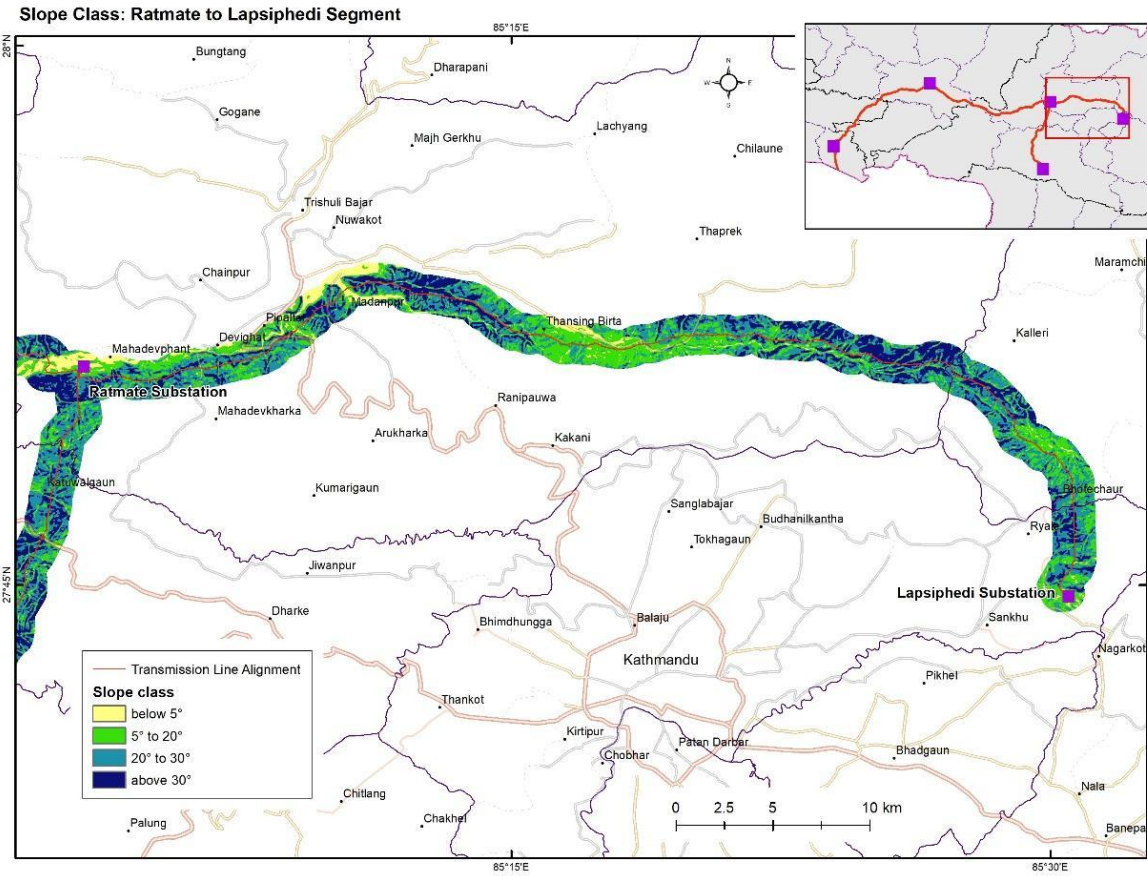 Slope Class: Ratmate to Lapsiphedi Segment
85°15'E
28°N
Bungtang
Dharapani
N
W E
S
Gogane
Majh Gerkhu
Lachyang
Chilaune
Trishuli Bajar
Nuwakot
Thaprek
Chainpur
Maramchi
Madanpur
Pipaltar
Thansing Birta
Devighat
Kalleri
Mahadevphant
Ratmate Substation
Mahadevkharka
Ranipauwa
Arukharka
Kakani
Katuwalgaun
Kumarigaun
Bhotechaur
Sanglabajar
Budhanilkantha
Ryale
Tokhagaun
Jiwanpur
27°45'N
Lapsiphedi Substation
Dharke
Bhimdhungga
Balaju
Sankhu
Nagarkot
Kathmandu
Transmission Line Alignment
Slope class
below 5°
5° to 20°
20° to 30°
above 30°
Pikhel
Thankot
Kirtipur
Patan Darbar
Chobhar
Bhadgaun
Chitlang
Nala
0 2.5 5 10 km
Palung
Chakhel
Banepa
85°15'E
85°30'E